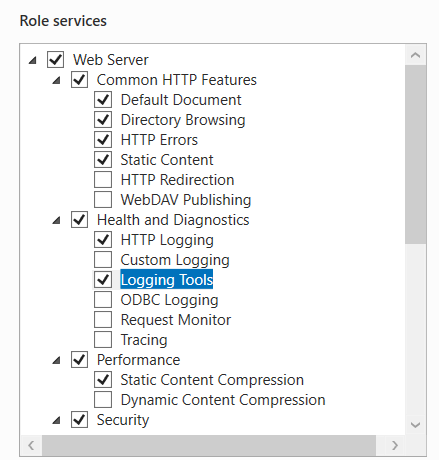 Role services
Web Server
Common HTTP Features
Default Document
Directory Browsing
HTTP Errors
Static Content
HTTP Redirection
WebDAV Publishing
Health and Diagnostics
HTTP Logging
Custom Logging
Logging Tools
ODBC Logging
Request Monitor
Tracing
Performance
Static Content Compression
Dynamic Content Compression
Security